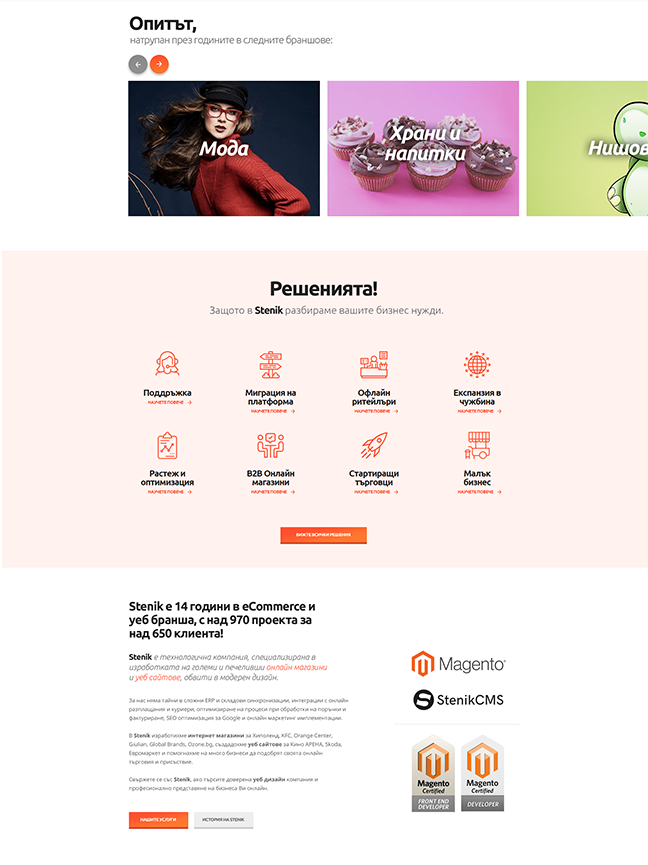 Опитът,
натрупан през годините в следните браншове:
Мода
Храни и
напитки
Нишов
Решенията!
Защото в Stenik разбираме вашите бизнес нужди.
Поддръжка
НАУЧЕТЕ ПОВЕЧЕ
Миграция на
платформа
НАУЧЕТЕ ПОВЕЧЕ
Офлайн
ритейлъри
НАУЧЕТЕ ПОВЕЧЕ
Експанзия в
чужбина
НАУЧЕТЕ ПОВЕЧЕ
Растеж и
оптимизация
НАУЧЕТЕ ПОВЕЧЕ
B2B Онлайн
магазини
НАУЧЕТЕ ПОВЕЧЕ
Стартиращи
търговци
НАУЧЕТЕ ПОВЕЧЕ
Малък
бизнес
НАУЧЕТЕ ПОВЕЧЕ
ВИЖТЕ ВСИЧКИ РЕШЕНИЯ
Stenik е 14 години в eCommerce и
уеб бранша, с над 970 проекта за
над 650 клиента!
Stenik е технологична компания, специализирана в
изработката на големи и печеливши онлайн магазини
и уеб сайтове, обвити в модерен дизайн.
За нас няма тайни в сложни ERP и складови синхронизации, интеграции с онлайн
разплащания и куриери, оптимизиране на процеси при обработки на поръчки и
фактуриране, SEO оптимизация за Google и онлайн маркетинг имплементации.
В Stenik изработихме интернет магазини за Хиполенд, KFC, Orange Center,
Giulian, Global Brands, Ozone.bg, създадохме уеб сайтове за Кино АРЕНА, Skoda,
Евромаркет и помогнахме на много бизнеси да подобрят своята онлайн
търговия и присъствие.
Свържете се със Stenik, ако търсите доверена уеб дизайн компания и
професионално представяне на бизнеса Ви онлайн.
НАШИТЕ УСЛУГИ
ИСТОРИЯ НА STENIK
Magento®
StenikCMS
Magento
Certified
FRONT END
DEVELOPER
Magento
Certified
DEVELOPER